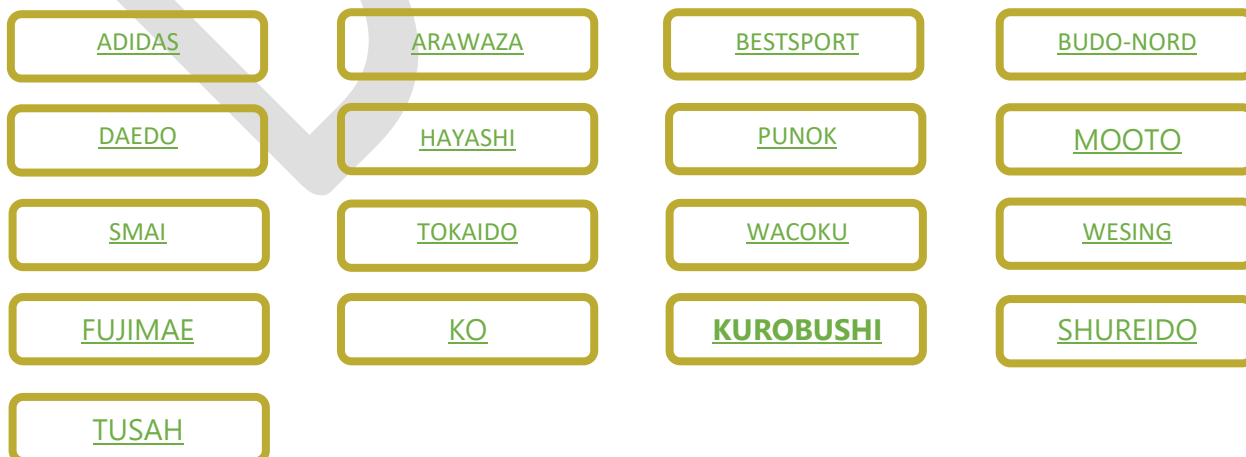 ADIDAS ARAWAZA BESTSPORT BUDO-NORD
DAEDO HAYASHI PUNOK MOOTO
SMAI TOKAIDO WACOKU WESING
FUJIMAE KO KUROBUSHI SHUREIDO
TUSAH